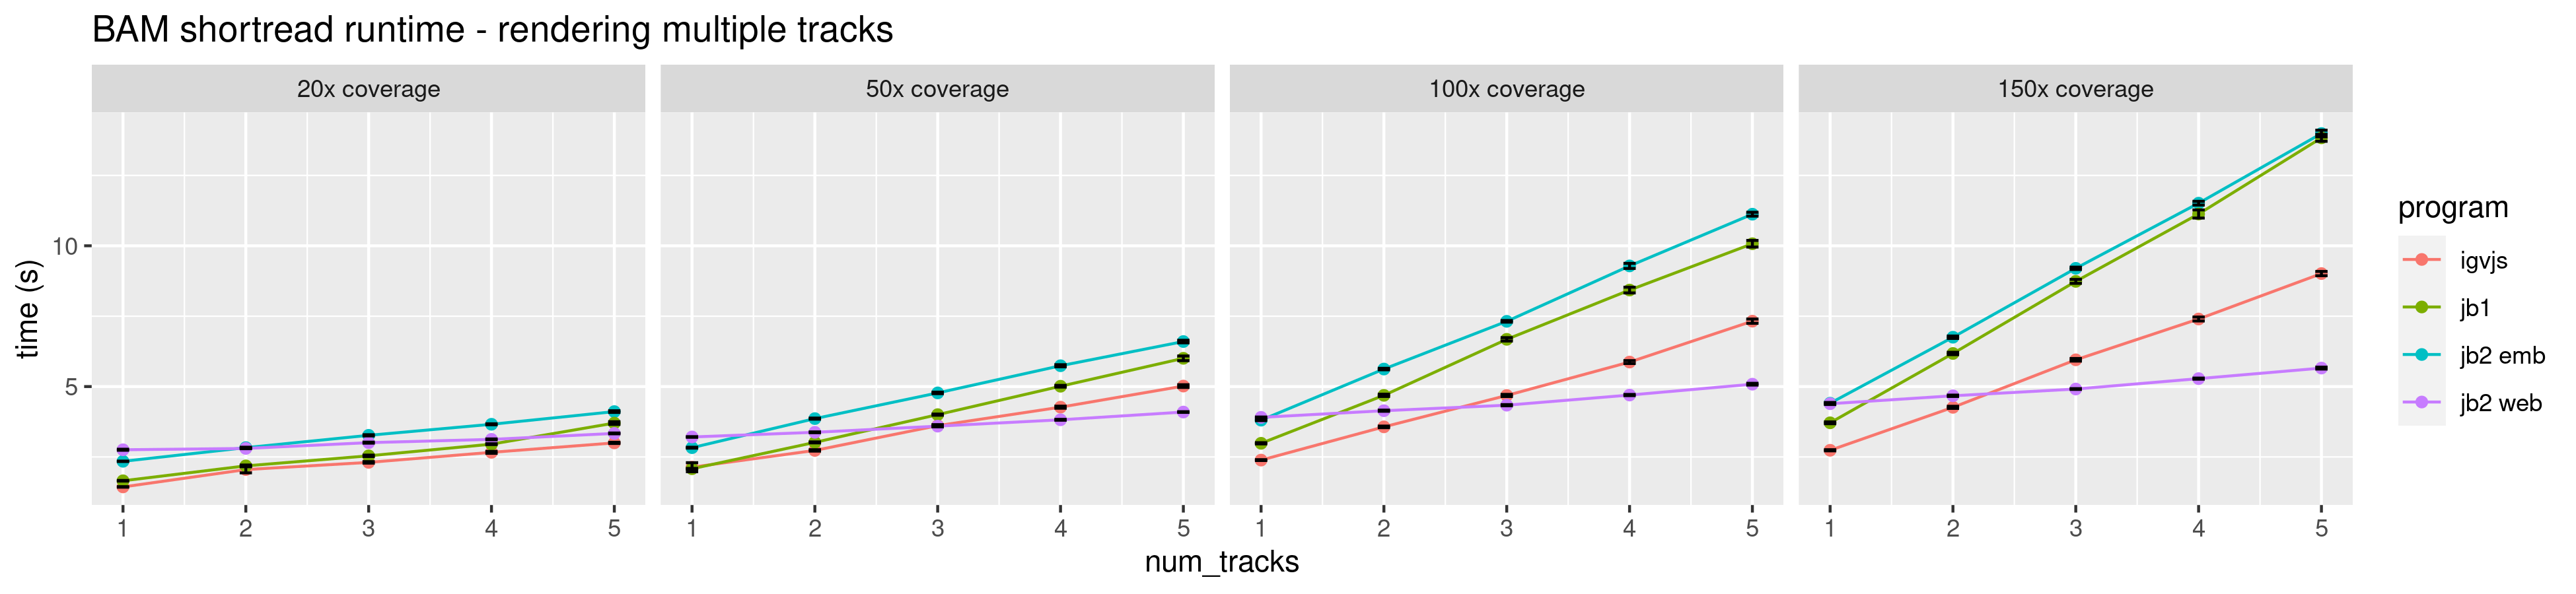 BAM shortread runtime - rendering multiple tracks
20x coverage 50x coverage 100x coverage 150x coverage
10
5
time (s)
1 2 3 4 5 1 2 3 4 5 1 2 3 4 5 1 2 3 4 5
num_tracks
program
igvjs
jb1
jb2 emb
jb2 web